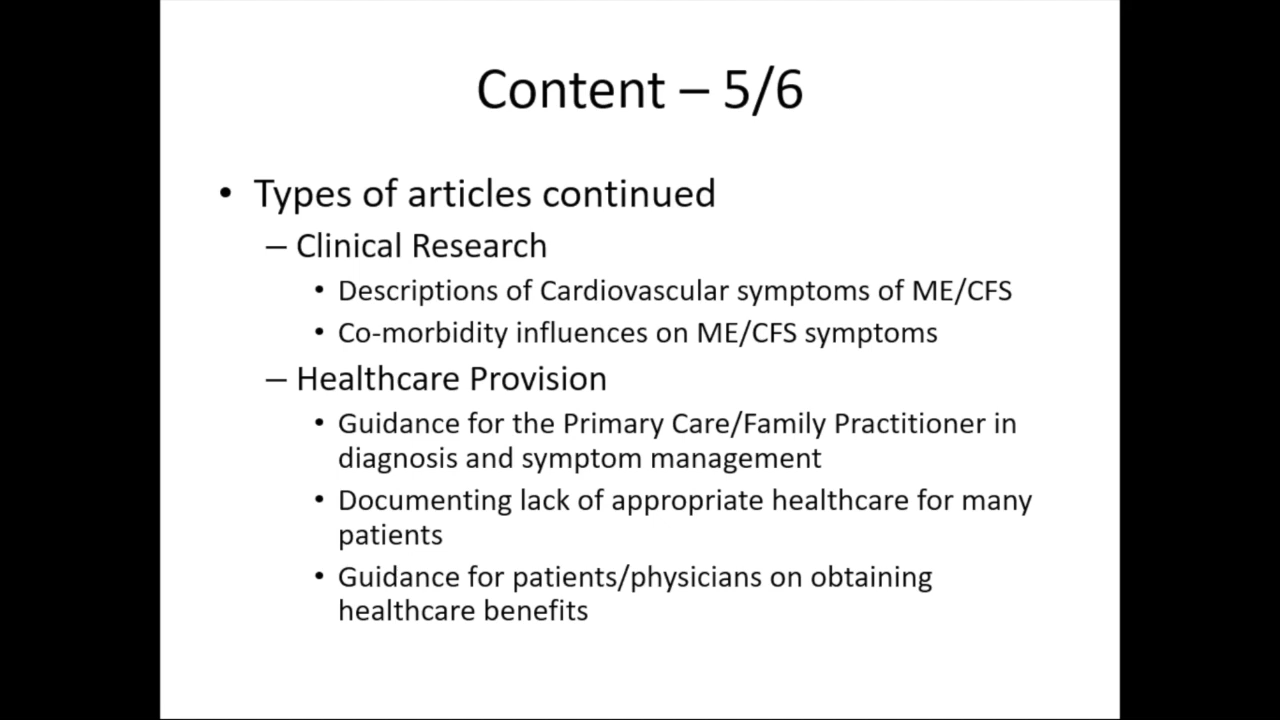 Content – 5/6
• Types of articles continued
– Clinical Research
• Descriptions of Cardiovascular symptoms of ME/CFS
• Co-morbidity influences on ME/CFS symptoms
– Healthcare Provision
• Guidance for the Primary Care/Family Practitioner in
diagnosis and symptom management
• Documenting lack of appropriate healthcare for many
patients
• Guidance for patients/physicians on obtaining
healthcare benefits